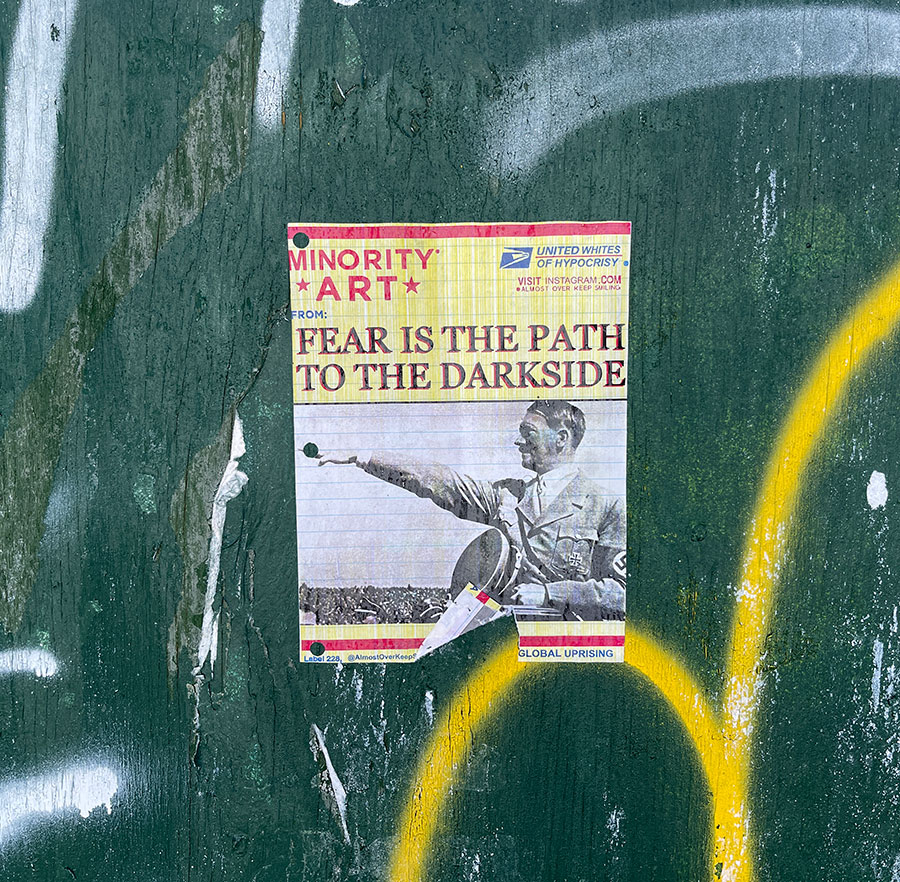 MINORITY
ART
UNITED WHITES
OF HYPOCRISY
VISIT INSTAGRAM.COM
ALMOST OVER KEEP SMILING
FROM:
FEAR IS THE PATH
TO THE DARKSIDE
Label 228, @AlmostOverKeep
GLOBAL UPRISING